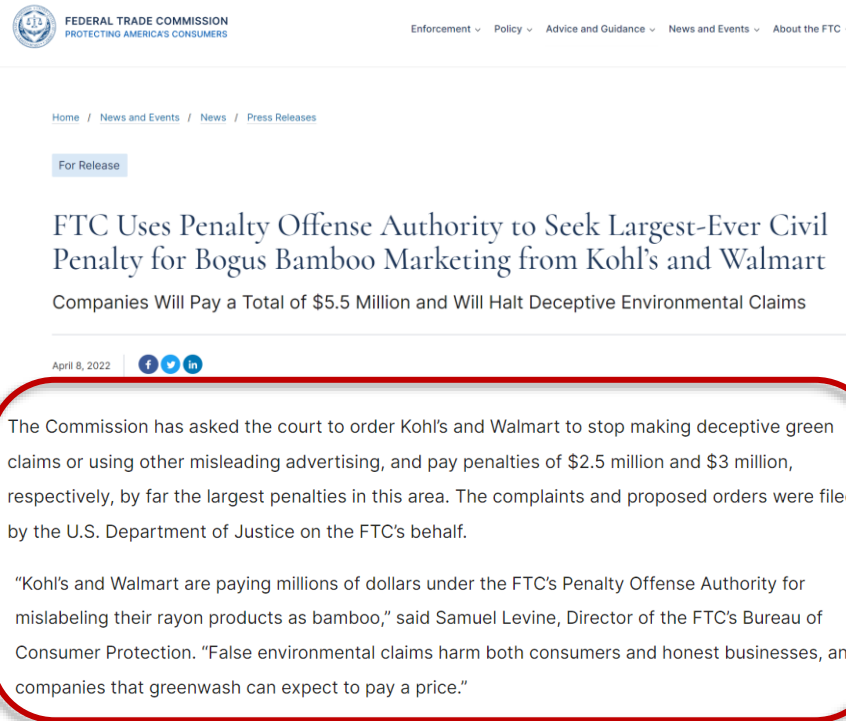 FEDERAL TRADE COMMISSION
PROTECTING AMERICA'S CONSUMERS
Enforcement Policy Advice and Guidance News and Events About the FTC
Home / News and Events / News / Press Releases
For Release
FTC Uses Penalty Offense Authority to Seek Largest-Ever Civil
Penalty for Bogus Bamboo Marketing from Kohl's and Walmart
Companies Will Pay a Total of $5.5 Million and Will Halt Deceptive Environmental Claims
April 8, 2022
The Commission has asked the court to order Kohl's and Walmart to stop making deceptive green
claims or using other misleading advertising, and pay penalties of $2.5 million and $3 million,
respectively, by far the largest penalties in this area. The complaints and proposed orders were file
by the U.S. Department of Justice on the FTC's behalf.
“Kohl's and Walmart are paying millions of dollars under the FTC's Penalty Offense Authority for
mislabeling their rayon products as bamboo,” said Samuel Levine, Director of the FTC's Bureau of
Consumer Protection. “False environmental claims harm both consumers and honest businesses, an
companies that greenwash can expect to pay a price.”